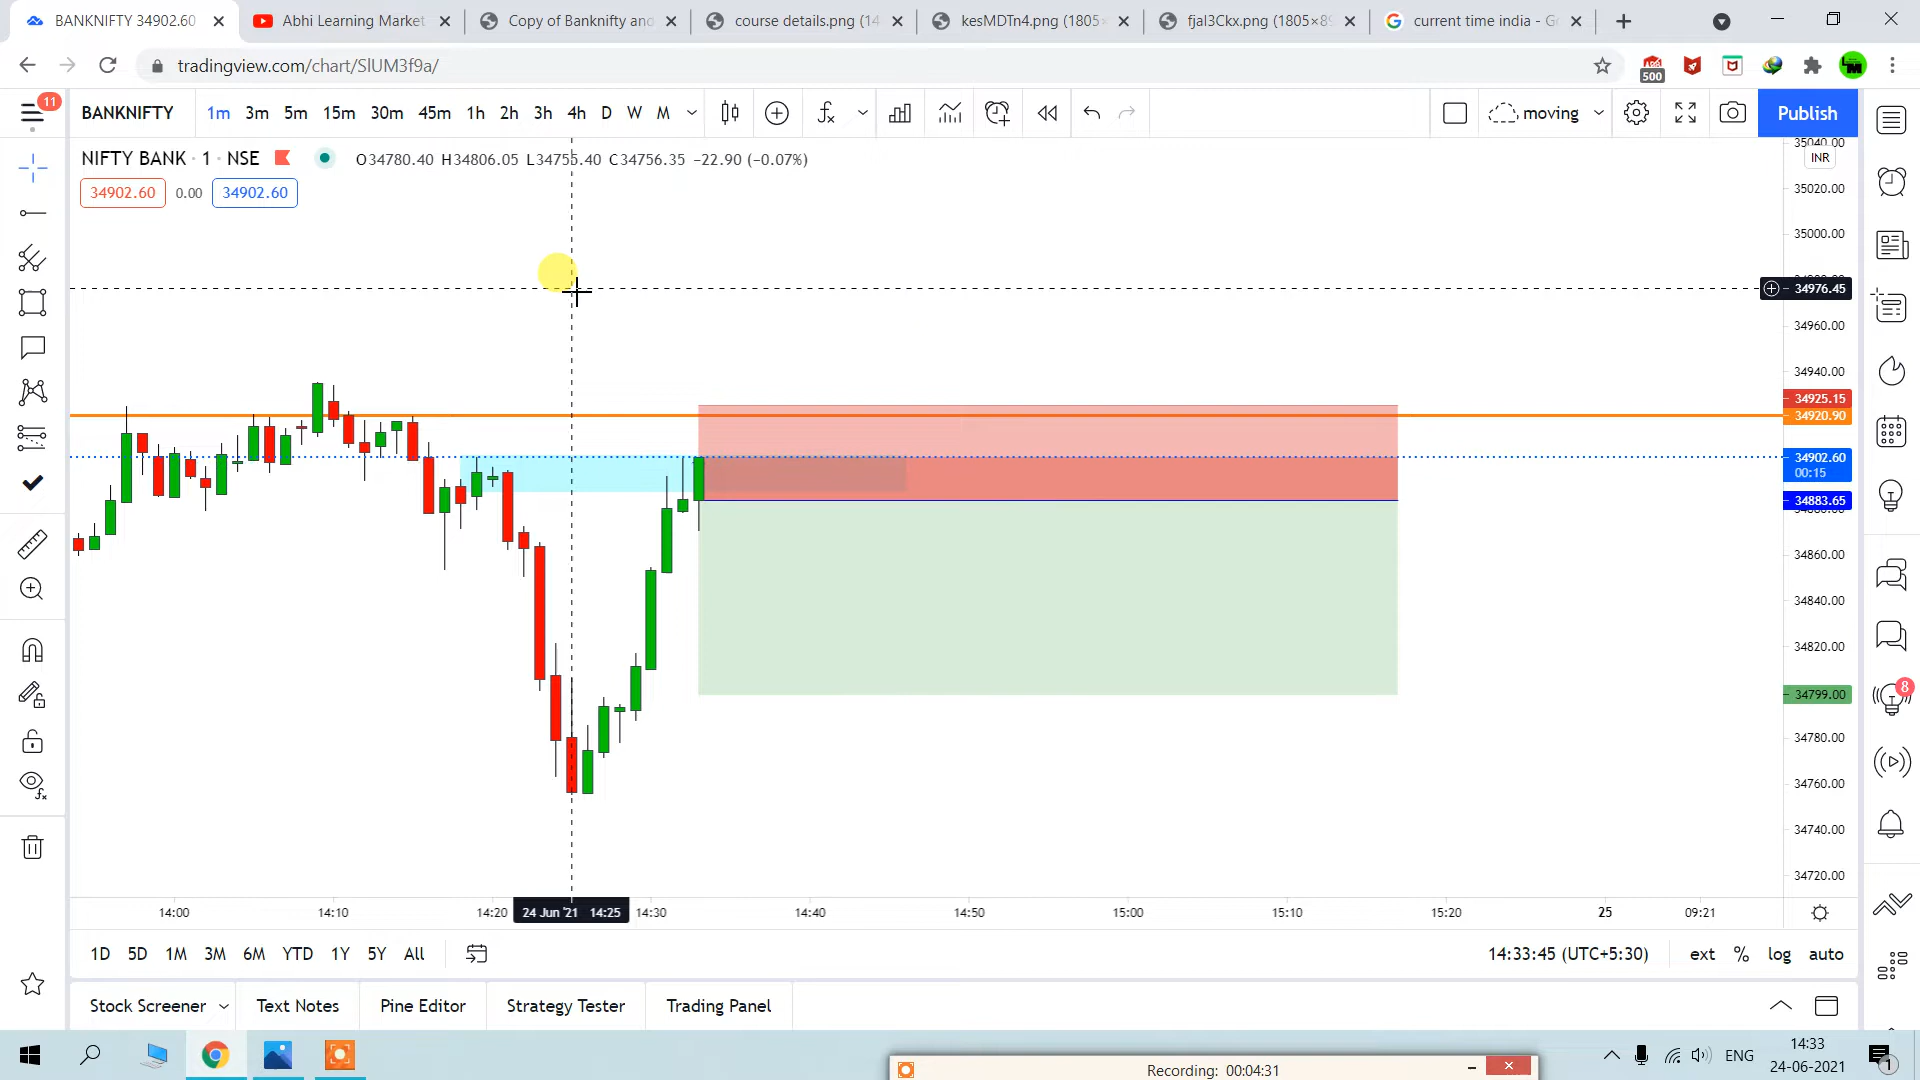 BANKNIFTY 34902.60
Abhi Learning Market
Copy of Banknifty and
course details.png (14
kesMDTn4.png (1805×
fjaI3Ckx.png (1805×89
current time india - Go
tradingview.com/chart/SlUM3f9a/
500
11
BANKNIFTY 1m 3m 5m 15m 30m 45m 1h 2h 3h 4h D W M
moving
Publish
NIFTY BANK · 1 · NSE O34780.40 H34806.05 L34755.40 C34756.35 −22.90 (−0.07%)
34902.60 0.00 34902.60
35040.00
INR
35020.00
35000.00
34976.45
34960.00
34940.00
34925.15
34920.90
34902.60
00:15
34883.65
34860.00
34840.00
34820.00
34799.00
34780.00
34760.00
34740.00
34720.00
8
14:00 14:10 14:20 24 Jun '21 14:25 14:30 14:40 14:50 15:00 15:10 15:20 25 09:21
1D 5D 1M 3M 6M YTD 1Y 5Y All
14:33:45 (UTC+5:30) ext % log auto
Stock Screener Text Notes Pine Editor Strategy Tester Trading Panel
Recording: 00:04:31
ENG
14:33
24-06-2021
1